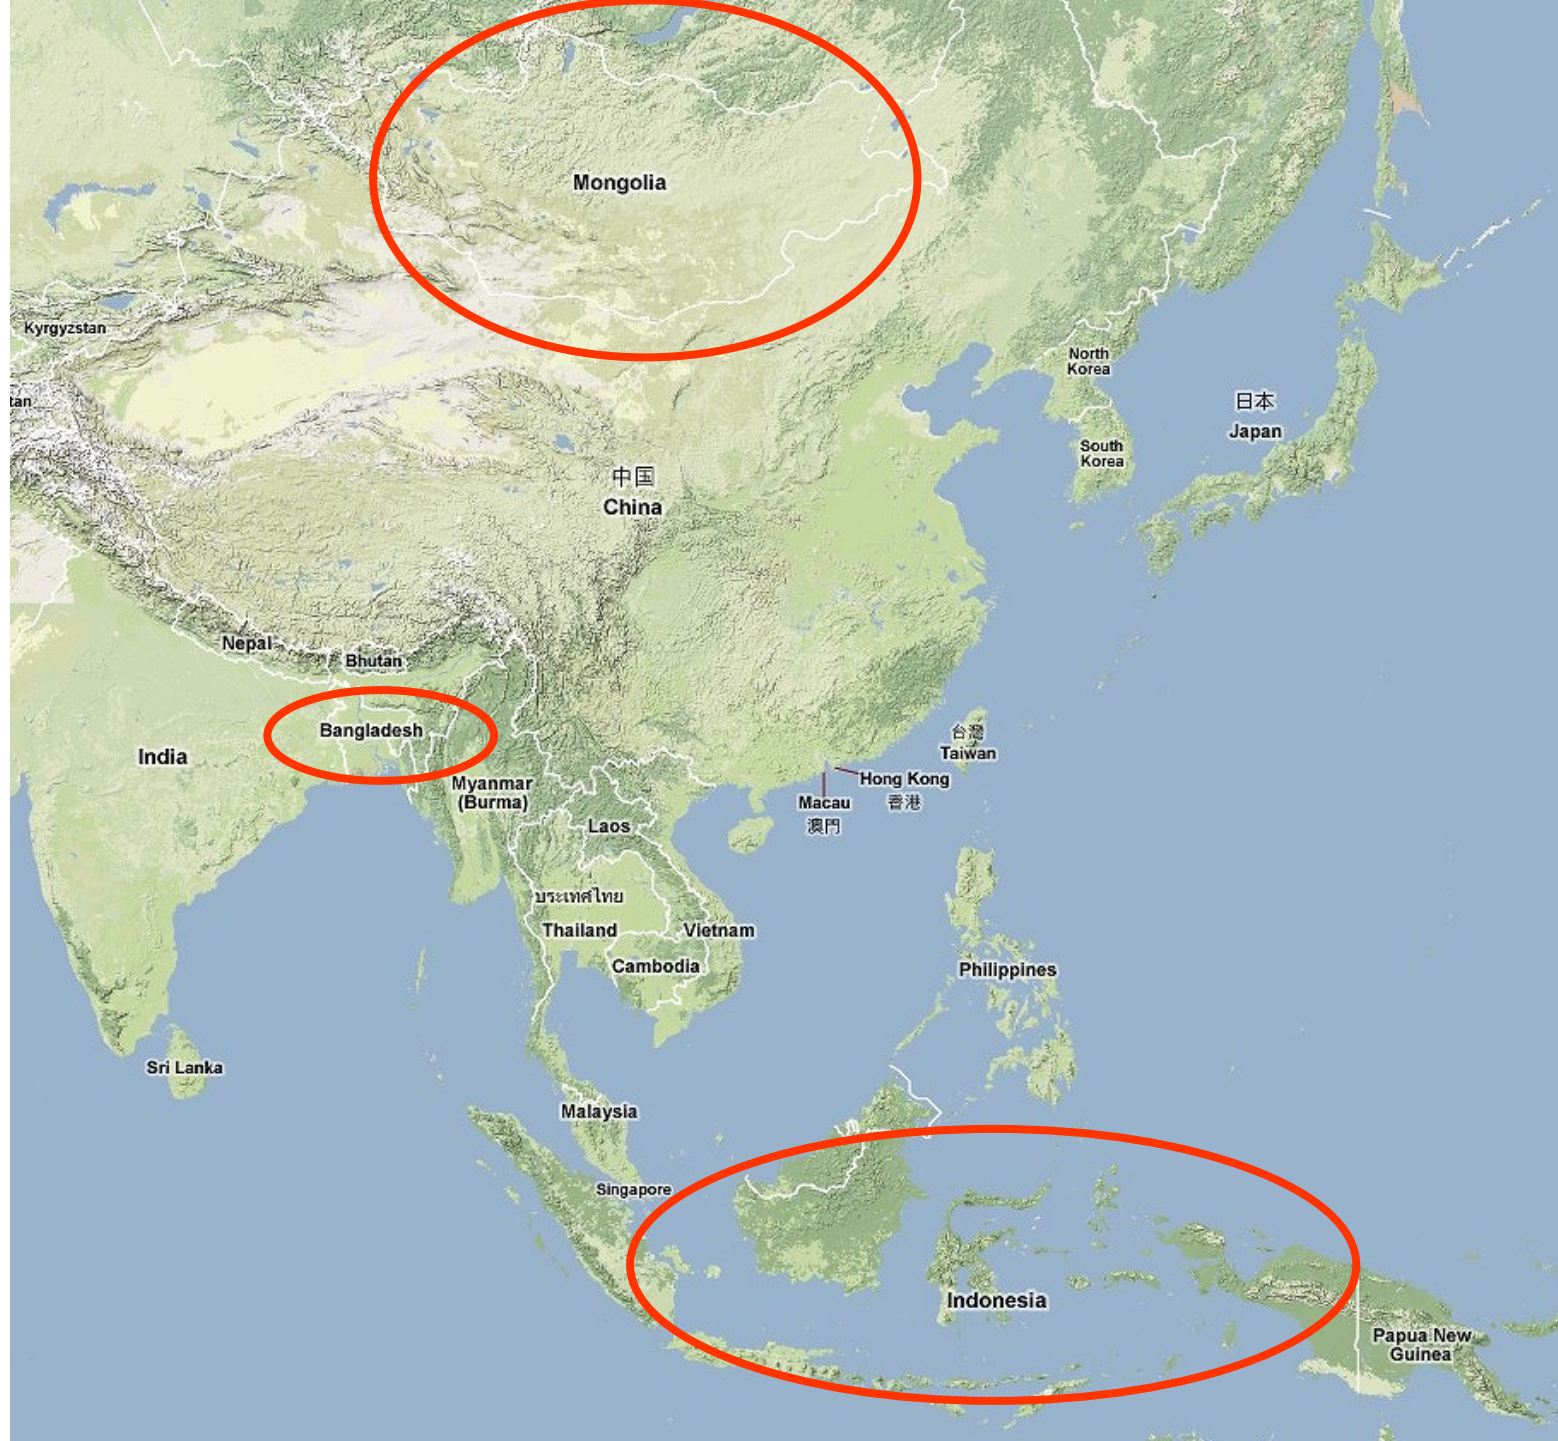 Mongolia
Kyrgyzstan
North
Korea
tan
日本
Japan
South
Korea
中国
China
Nepal
Bhutan
Bangladesh
India
台灣
Taiwan
Myanmar
(Burma)
Hong Kong
香港
Macau
澳門
Laos
ประเทศไทย
Thailand
Vietnam
Cambodia
Philippines
Sri Lanka
Malaysia
Singapore
Indonesia
Papua New
Guinea